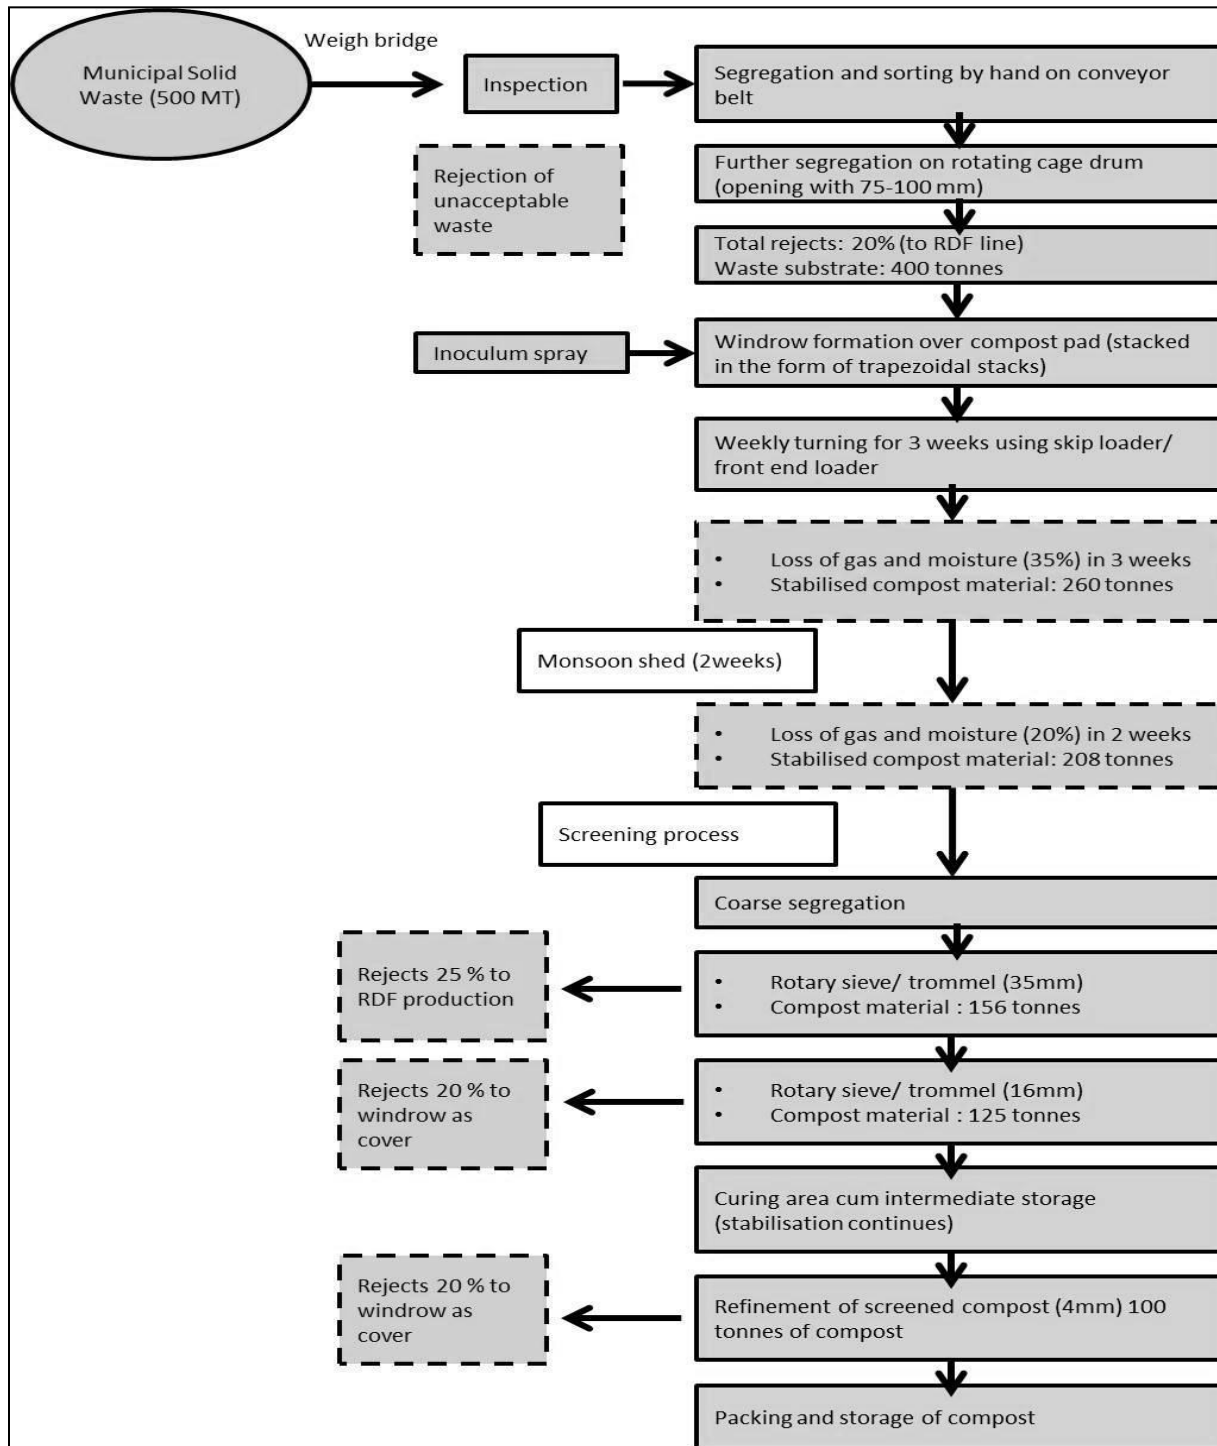 Weigh bridge
Municipal Solid
Waste (500 MT)
Inspection
Segregation and sorting by hand on conveyor
belt
Rejection of
unacceptable
waste
Further segregation on rotating cage drum
(opening with 75-100 mm)
Total rejects: 20% (to RDF line)
Waste substrate: 400 tonnes
Inoculum spray
Windrow formation over compost pad (stacked
in the form of trapezoidal stacks)
Weekly turning for 3 weeks using skip loader/
front end loader
• Loss of gas and moisture (35%) in 3 weeks
• Stabilised compost material: 260 tonnes
Monsoon shed (2weeks)
• Loss of gas and moisture (20%) in 2 weeks
• Stabilised compost material: 208 tonnes
Screening process
Coarse segregation
Rejects 25 % to
RDF production
• Rotary sieve/ trommel (35mm)
• Compost material : 156 tonnes
Rejects 20 % to
windrow as
cover
• Rotary sieve/ trommel (16mm)
• Compost material : 125 tonnes
Curing area cum intermediate storage
(stabilisation continues)
Rejects 20 % to
windrow as
cover
Refinement of screened compost (4mm) 100
tonnes of compost
Packing and storage of compost